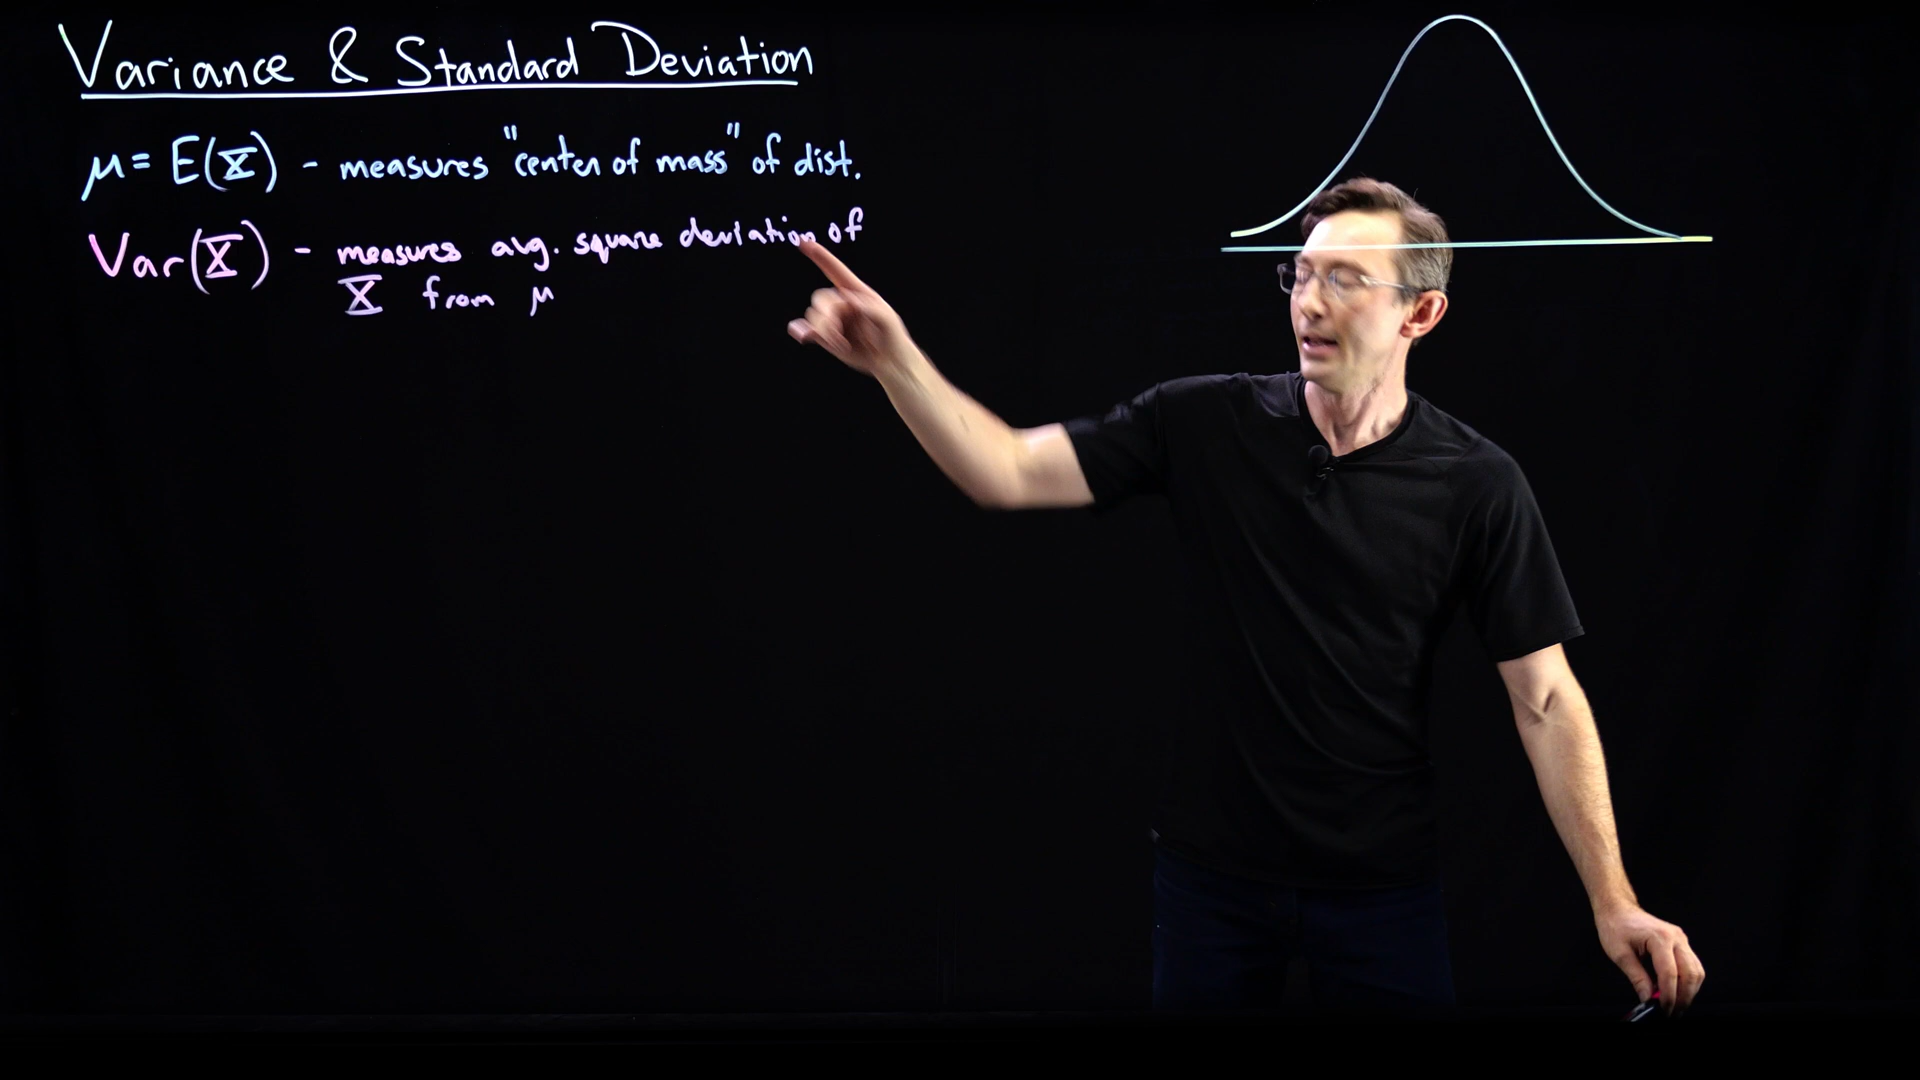 Variance & Standard Deviation
μ = E(X) - measures "center of mass" of dist.
Var(X) - measures avg. square deviation of
X from μ